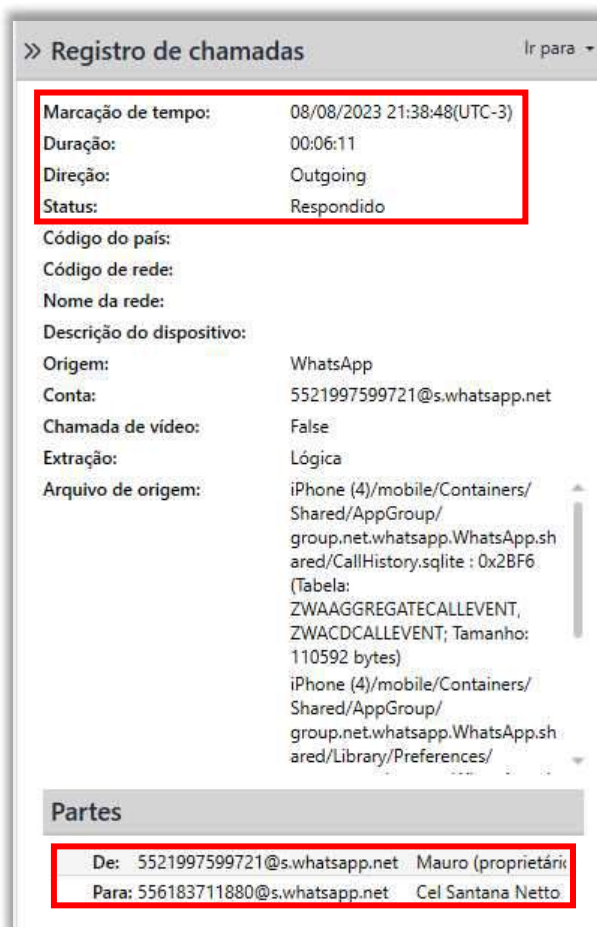 » Registro de chamadas Ir para
Marcação de tempo: 08/08/2023 21:38:48(UTC-3)
Duração: 00:06:11
Direção: Outgoing
Status: Respondido
Código do país:
Código de rede:
Nome da rede:
Descrição do dispositivo:
Origem: WhatsApp
Conta: 5521997599721@s.whatsapp.net
Chamada de vídeo: False
Extração: Lógica
Arquivo de origem: iPhone (4)/mobile/Containers/
Shared/AppGroup/
group.net.whatsapp.WhatsApp.sh
ared/CallHistory.sqlite : 0x2BF6
(Tabela:
ZWAAGGREGATECALLEVENT,
ZWACDCALLEVENT; Tamanho:
110592 bytes)
iPhone (4)/mobile/Containers/
Shared/AppGroup/
group.net.whatsapp.WhatsApp.sh
ared/Library/Preferences/
Partes
De: 5521997599721@s.whatsapp.net Mauro (proprietári
Para: 556183711880@s.whatsapp.net Cel Santana Netto